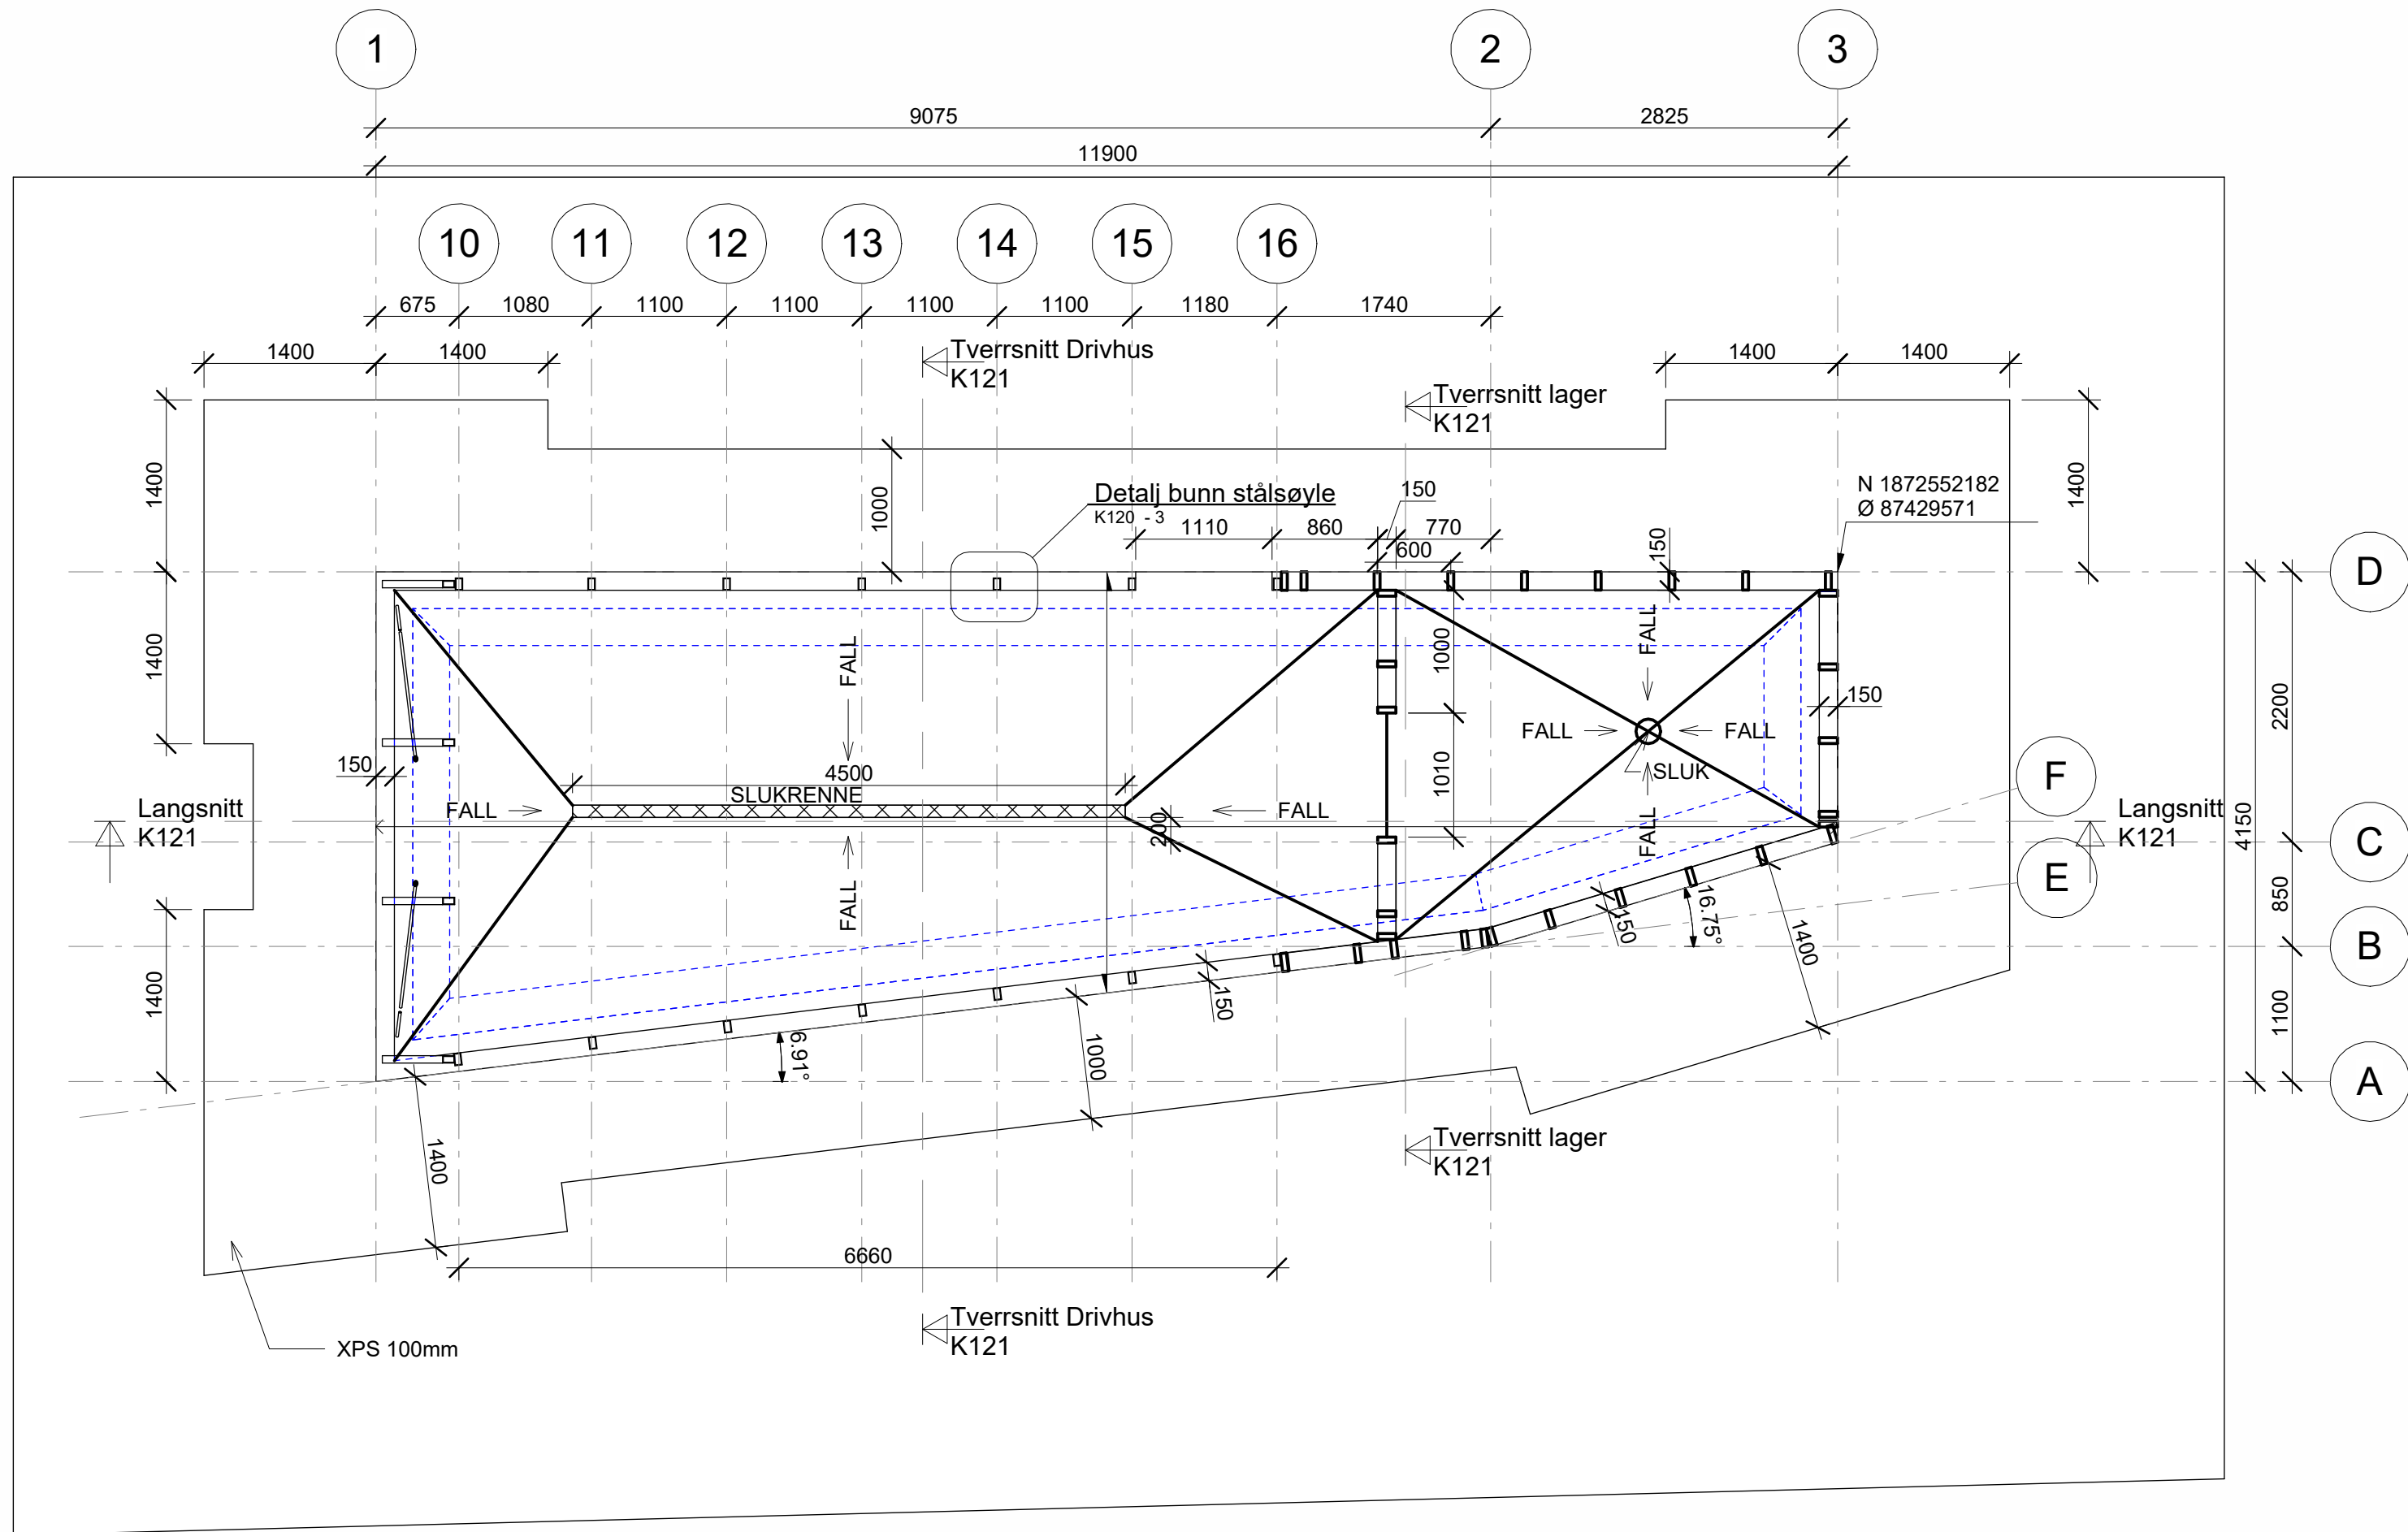 1
2
3
9075
2825
11900
10
11
12
13
14
15
16
675
1080
1100
1100
1100
1100
1180
1740
1400
1400
1400
1400
Tverrsnitt Drivhus
K121
Tverrsnitt lager
K121
1400
1000
1400
Detalj bunn stålsøyle
K120 - 3
150
1110
860
770
600
150
N 1872552182
Ø 87429571
D
1400
FALL
1000
FALL
2200
150
FALL
FALL
F
150
4500
SLUKRENNE
SLUK
1010
FALL
FALL
Langsnitt
K121
200
FALL
Langsnitt
K121
4150
C
E
FALL
150
16.75°
1400
850
B
1400
150
6.91°
1000
1100
A
1400
Tverrsnitt lager
K121
6660
Tverrsnitt Drivhus
K121
XPS 100mm